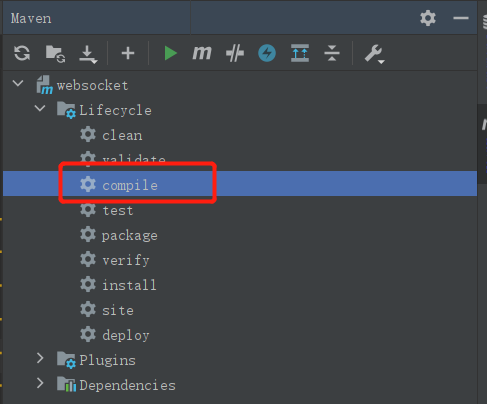 Maven
websocket
Lifecycle
clean
validate
compile
test
package
verify
install
site
deploy
Plugins
Dependencies